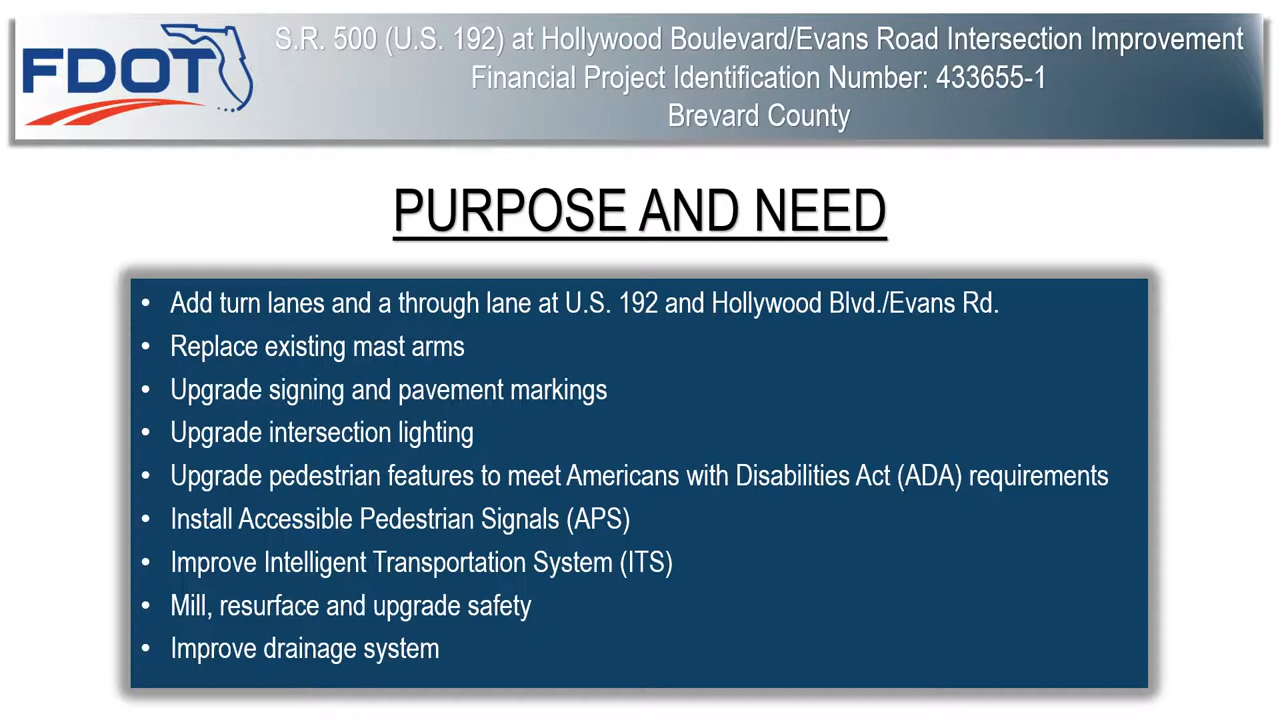 FDOT
S.R. 500 (U.S. 192) at Hollywood Boulevard/Evans Road Intersection Improvement
Financial Project Identification Number: 433655-1
Brevard County
PURPOSE AND NEED
• Add turn lanes and a through lane at U.S. 192 and Hollywood Blvd./Evans Rd.
• Replace existing mast arms
• Upgrade signing and pavement markings
• Upgrade intersection lighting
• Upgrade pedestrian features to meet Americans with Disabilities Act (ADA) requirements
• Install Accessible Pedestrian Signals (APS)
• Improve Intelligent Transportation System (ITS)
• Mill, resurface and upgrade safety
• Improve drainage system